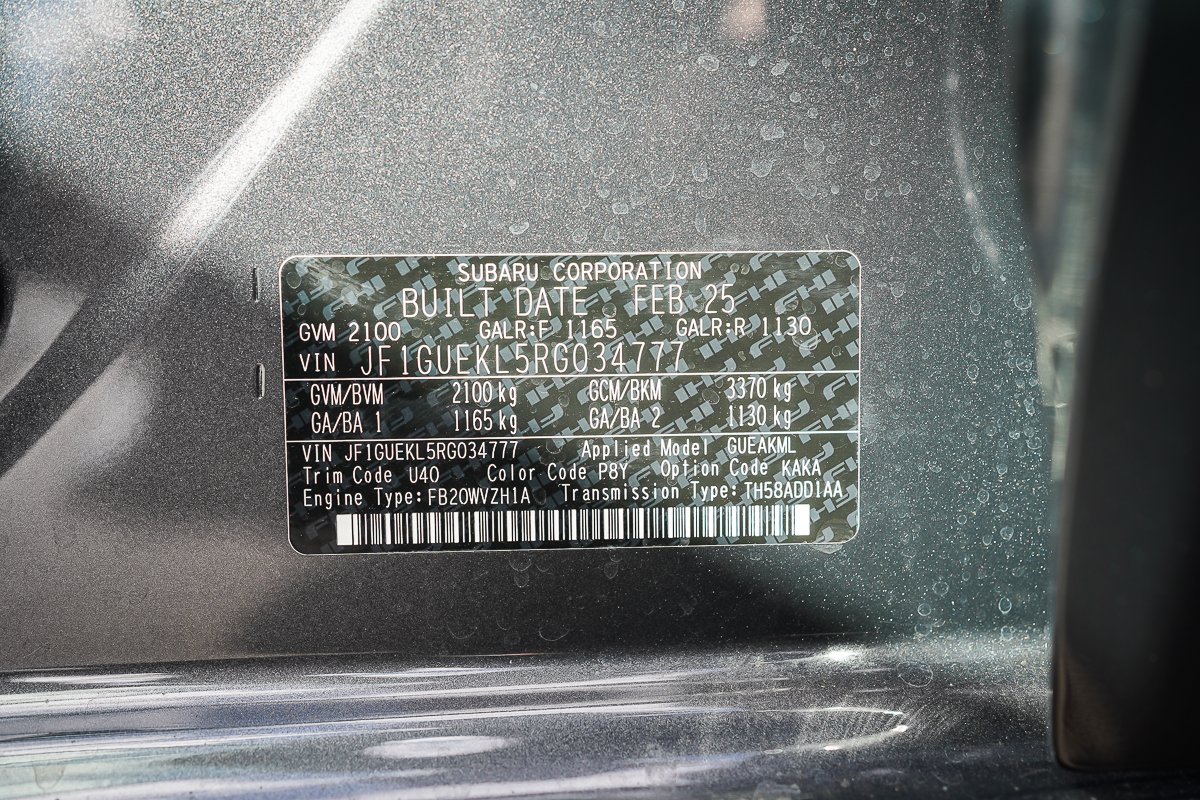 SUBARU CORPORATION
BUILT DATE FEB 25
GVM 2100 GALR:F 1165 GALR:R 1130
VIN JF1GUEKL5RG034777
GVM/BVM 2100 kg GCM/BKM 3370 kg
GA/BA 1 1165 kg GA/BA 2 1130 kg
VIN JF1GUEKL5RG034777 Applied Model GUEAKML
Trim Code U40 Color Code P8Y Option Code KAKA
Engine Type:FB20WVZH1A Transmission Type:TH58ADD1AA